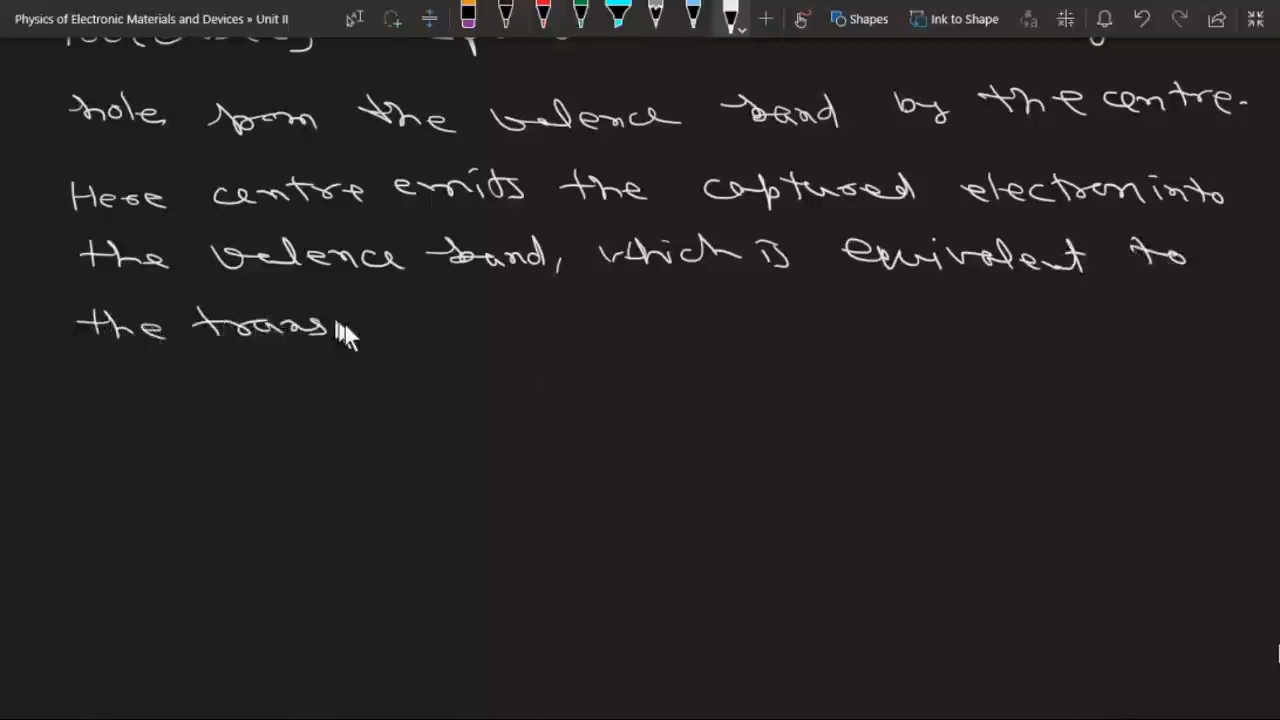 Physics of Electronic Materials and Devices » Unit II
Shapes
Ink to Shape
hole from the valence band by the centre.
Here centre emits the captured electron into
the valence band, which is equivalent to
the trans